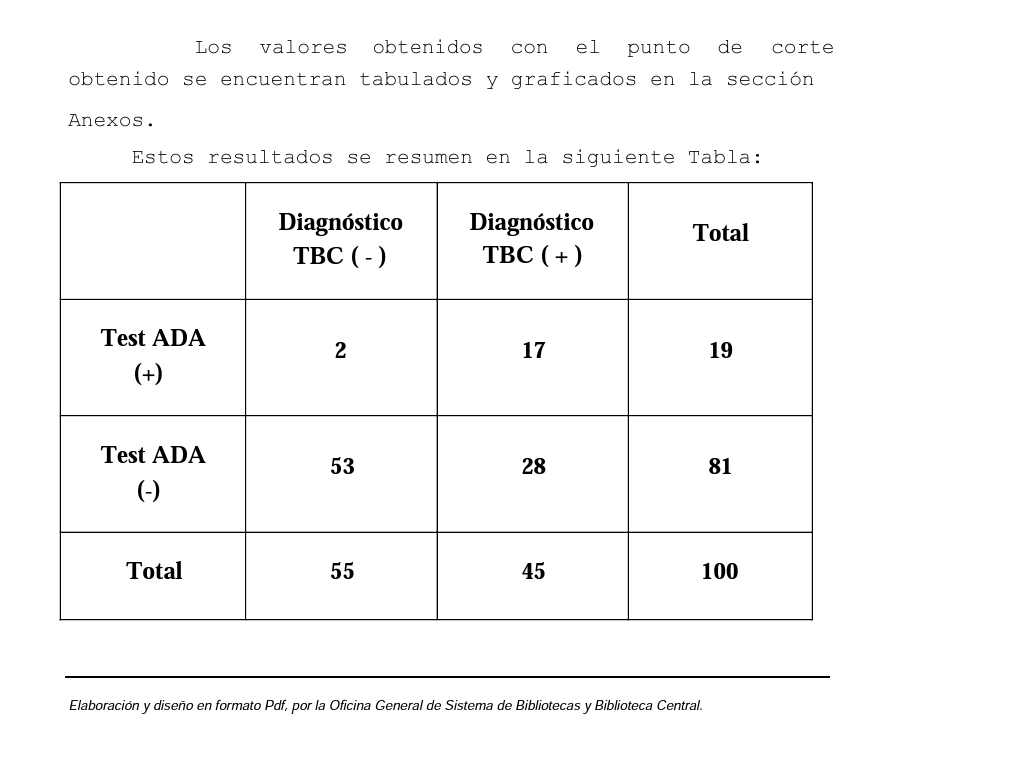 Los valores obtenidos con el punto de corte
obtenido se encuentran tabulados y graficados en la sección
Anexos.
Estos resultados se resumen en la siguiente Tabla:
Diagnóstico TBC ( - ) Diagnóstico TBC ( + ) Total
Test ADA (+) 2 17 19
Test ADA (-) 53 28 81
Total 55 45 100
Elaboración y diseño en formato Pdf, por la Oficina General de Sistema de Bibliotecas y Biblioteca Central.